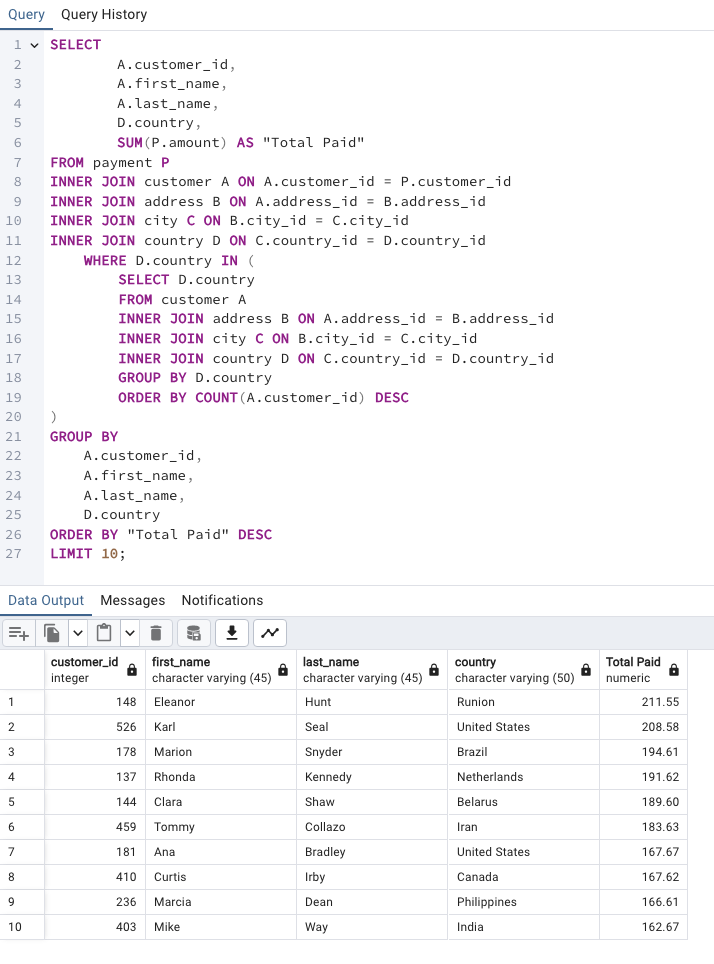 Query Query History
1 SELECT
2 A.customer_id,
3 A.first_name,
4 A.last_name,
5 D.country,
6 SUM(P.amount) AS "Total Paid"
7 FROM payment P
8 INNER JOIN customer A ON A.customer_id = P.customer_id
9 INNER JOIN address B ON A.address_id = B.address_id
10 INNER JOIN city C ON B.city_id = C.city_id
11 INNER JOIN country D ON C.country_id = D.country_id
12 WHERE D.country IN (
13 SELECT D.country
14 FROM customer A
15 INNER JOIN address B ON A.address_id = B.address_id
16 INNER JOIN city C ON B.city_id = C.city_id
17 INNER JOIN country D ON C.country_id = D.country_id
18 GROUP BY D.country
19 ORDER BY COUNT(A.customer_id) DESC
20 )
21 GROUP BY
22 A.customer_id,
23 A.first_name,
24 A.last_name,
25 D.country
26 ORDER BY "Total Paid" DESC
27 LIMIT 10;
Data Output Messages Notifications
customer_id first_name last_name country Total Paid
integer character varying (45) character varying (45) character varying (50) numeric
1 148 Eleanor Hunt Runion 211.55
2 526 Karl Seal United States 208.58
3 178 Marion Snyder Brazil 194.61
4 137 Rhonda Kennedy Netherlands 191.62
5 144 Clara Shaw Belarus 189.60
6 459 Tommy Collazo Iran 183.63
7 181 Ana Bradley United States 167.67
8 410 Curtis Irby Canada 167.62
9 236 Marcia Dean Philippines 166.61
10 403 Mike Way India 162.67